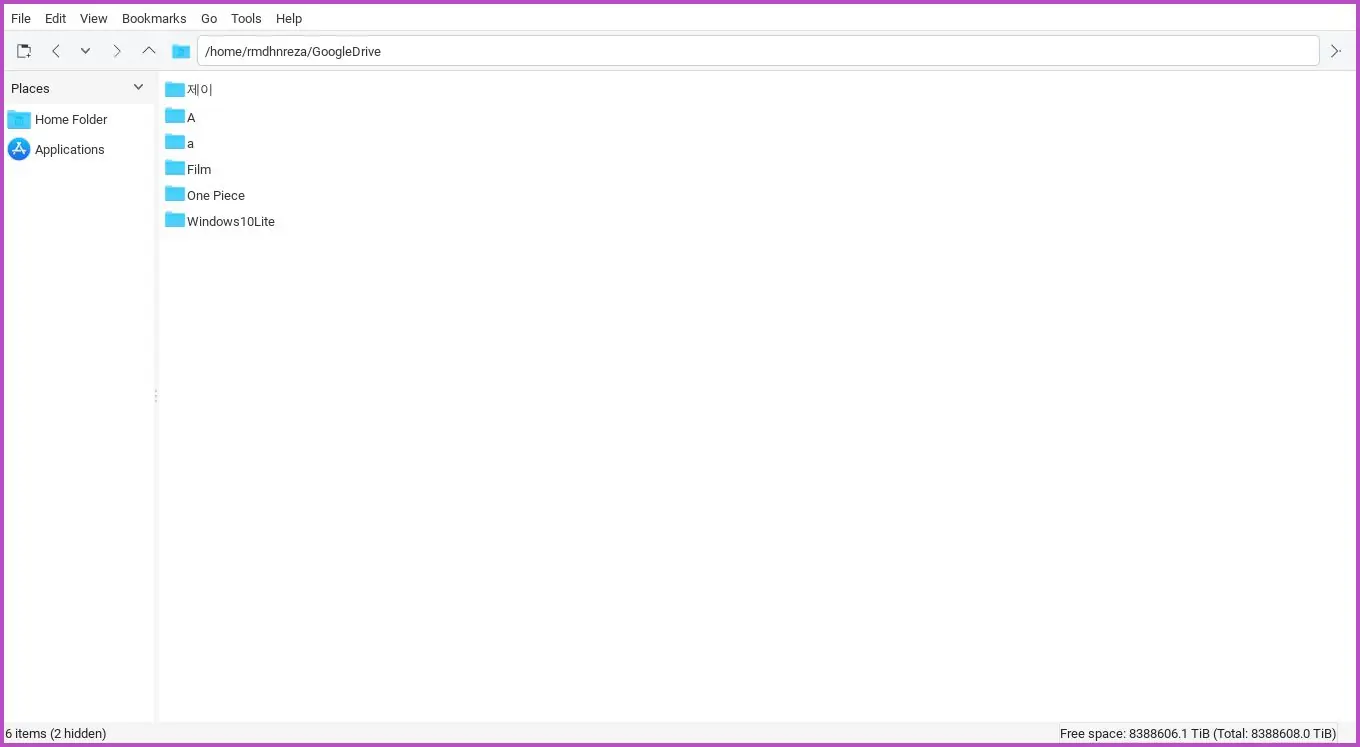 File Edit View Bookmarks Go Tools Help
/home/rmdhnreza/GoogleDrive
Places
Home Folder
Applications
제이
A
a
Film
One Piece
Windows10Lite
6 items (2 hidden)
Free space: 8388606.1 TiB (Total: 8388608.0 TiB)